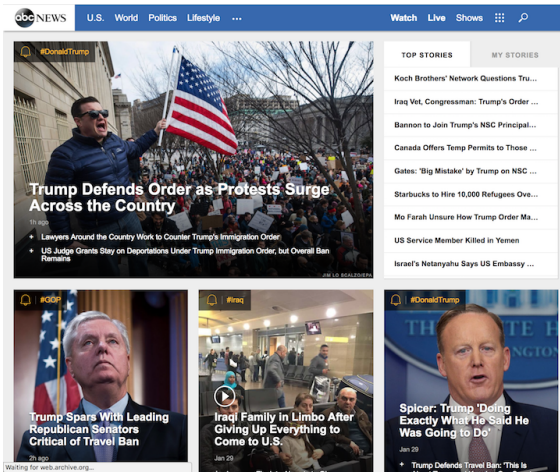 abc NEWS U.S. World Politics Lifestyle ••• Watch Live Shows
#DonaldTrump
Trump Defends Order as Protests Surge
Across the Country
1h ago
+ Lawyers Around the Country Work to Counter Trump's Immigration Order
+ US Judge Grants Stay on Deportations Under Trump Immigration Order, but Overall Ban
Remains
JIM LO SCALZO/EPA
TOP STORIES MY STORIES
Koch Brothers' Network Questions Tru...
Iraq Vet, Congressman: Trump's Order ...
Bannon to Join Trump's NSC Principal...
Canada Offers Temp Permits to Those ...
Gates: 'Big Mistake' by Trump on NSC ...
Starbucks to Hire 10,000 Refugees Ove...
Mo Farah Unsure How Trump Order Ma...
US Service Member Killed in Yemen
Israel's Netanyahu Says US Embassy ...
#GOP
Trump Spars With Leading
Republican Senators
Critical of Travel Ban
2h ago
Waiting for web.archive.org...
#Iraq
Iraqi Family in Limbo After
Giving Up Everything to
Come to U.S.
Jan 29
#DonaldTrump
THE
NGTON
Spicer: Trump 'Doing
Exactly What He Said He
Was Going to Do'
Jan 29
+ Trump Defends Travel Ban: 'This Is